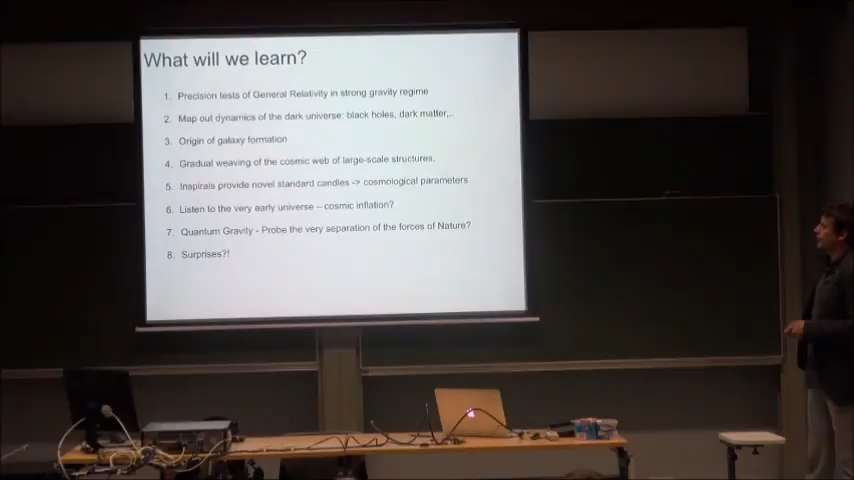 What will we learn?
1. Precision tests of General Relativity in strong gravity regime
2. Map out dynamics of the dark universe: black holes, dark matter,..
3. Origin of galaxy formation
4. Gradual weaving of the cosmic web of large-scale structures.
5. Inspirals provide novel standard candles -> cosmological parameters
6. Listen to the very early universe – cosmic inflation?
7. Quantum Gravity - Probe the very separation of the forces of Nature?
8. Surprises?!